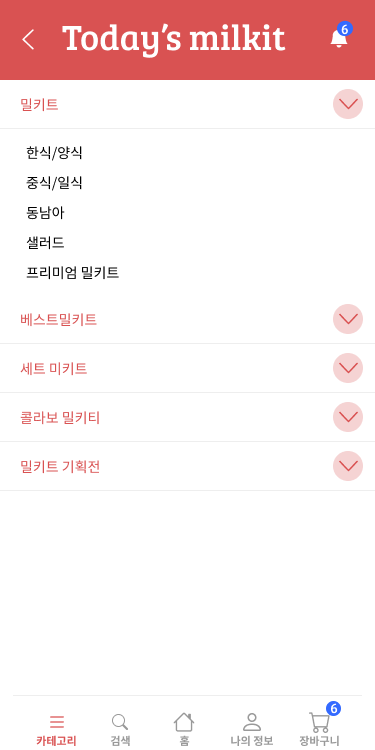 Today's milkit
6
밀키트
한식/양식
중식/일식
동남아
샐러드
프리미엄 밀키트
베스트밀키트
세트 미키트
콜라보 밀키티
밀키트 기획전
6
카테고리 검색 홈 나의 정보 장바구니